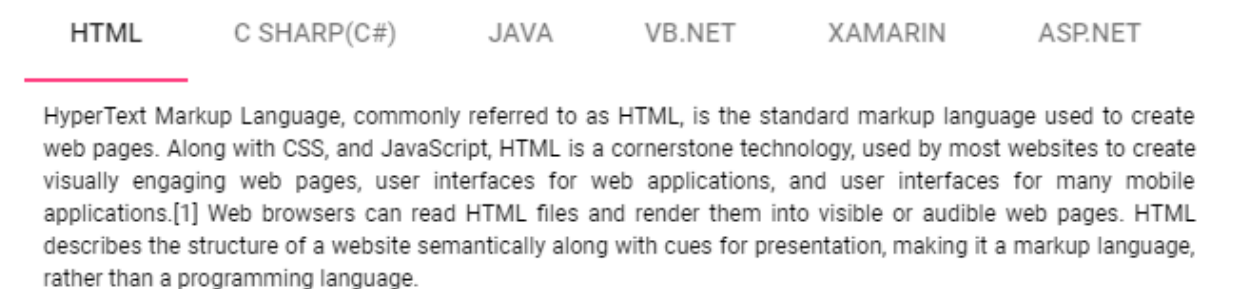 HTML C SHARP(C#) JAVA VB.NET XAMARIN ASP.NET
HyperText Markup Language, commonly referred to as HTML, is the standard markup language used to create
web pages. Along with CSS, and JavaScript, HTML is a cornerstone technology, used by most websites to create
visually engaging web pages, user interfaces for web applications, and user interfaces for many mobile
applications.[1] Web browsers can read HTML files and render them into visible or audible web pages. HTML
describes the structure of a website semantically along with cues for presentation, making it a markup language,
rather than a programming language.